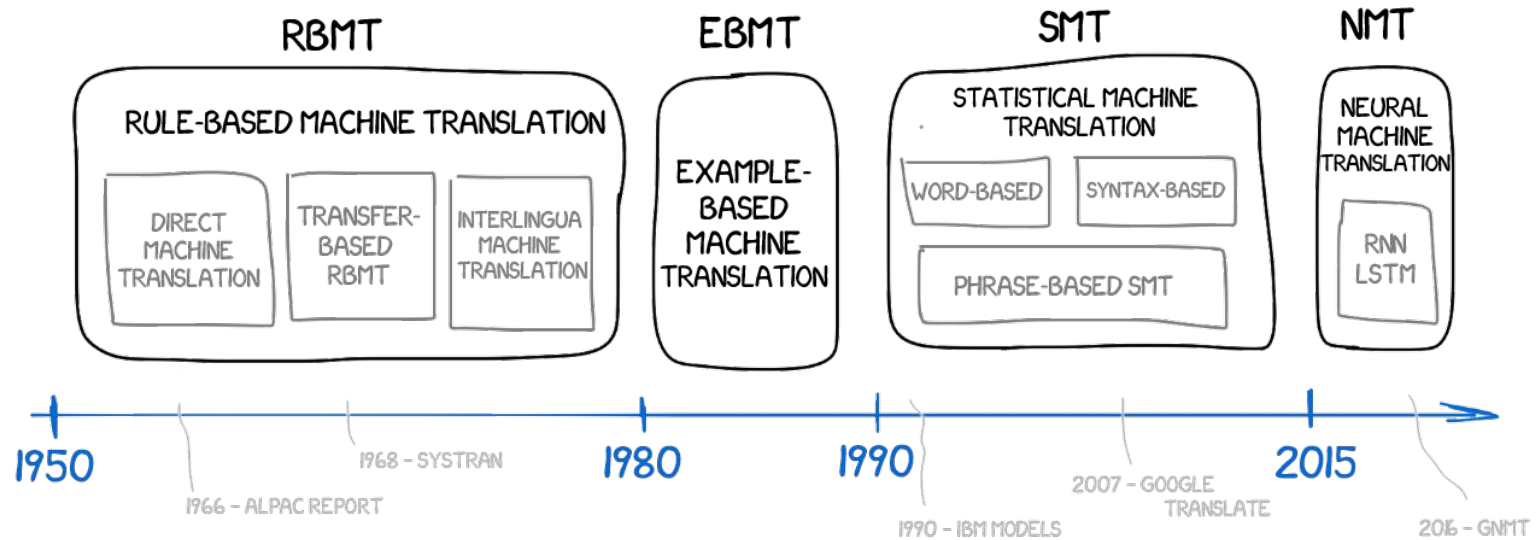 RBMT
RULE-BASED MACHINE TRANSLATION
DIRECT
MACHINE
TRANSLATION
TRANSFER-
BASED
RBMT
INTERLINGUA
MACHINE
TRANSLATION
EBMT
EXAMPLE-
BASED
MACHINE
TRANSLATION
SMT
STATISTICAL MACHINE
TRANSLATION
WORD-BASED
SYNTAX-BASED
PHRASE-BASED SMT
NMT
NEURAL
MACHINE
TRANSLATION
RNN
LSTM
1950
1966 - ALPAC REPORT
1968 - SYSTRAN
1980
1990
1990 - IBM MODELS
2007 - GOOGLE
TRANSLATE
2015
2016 - GNMT